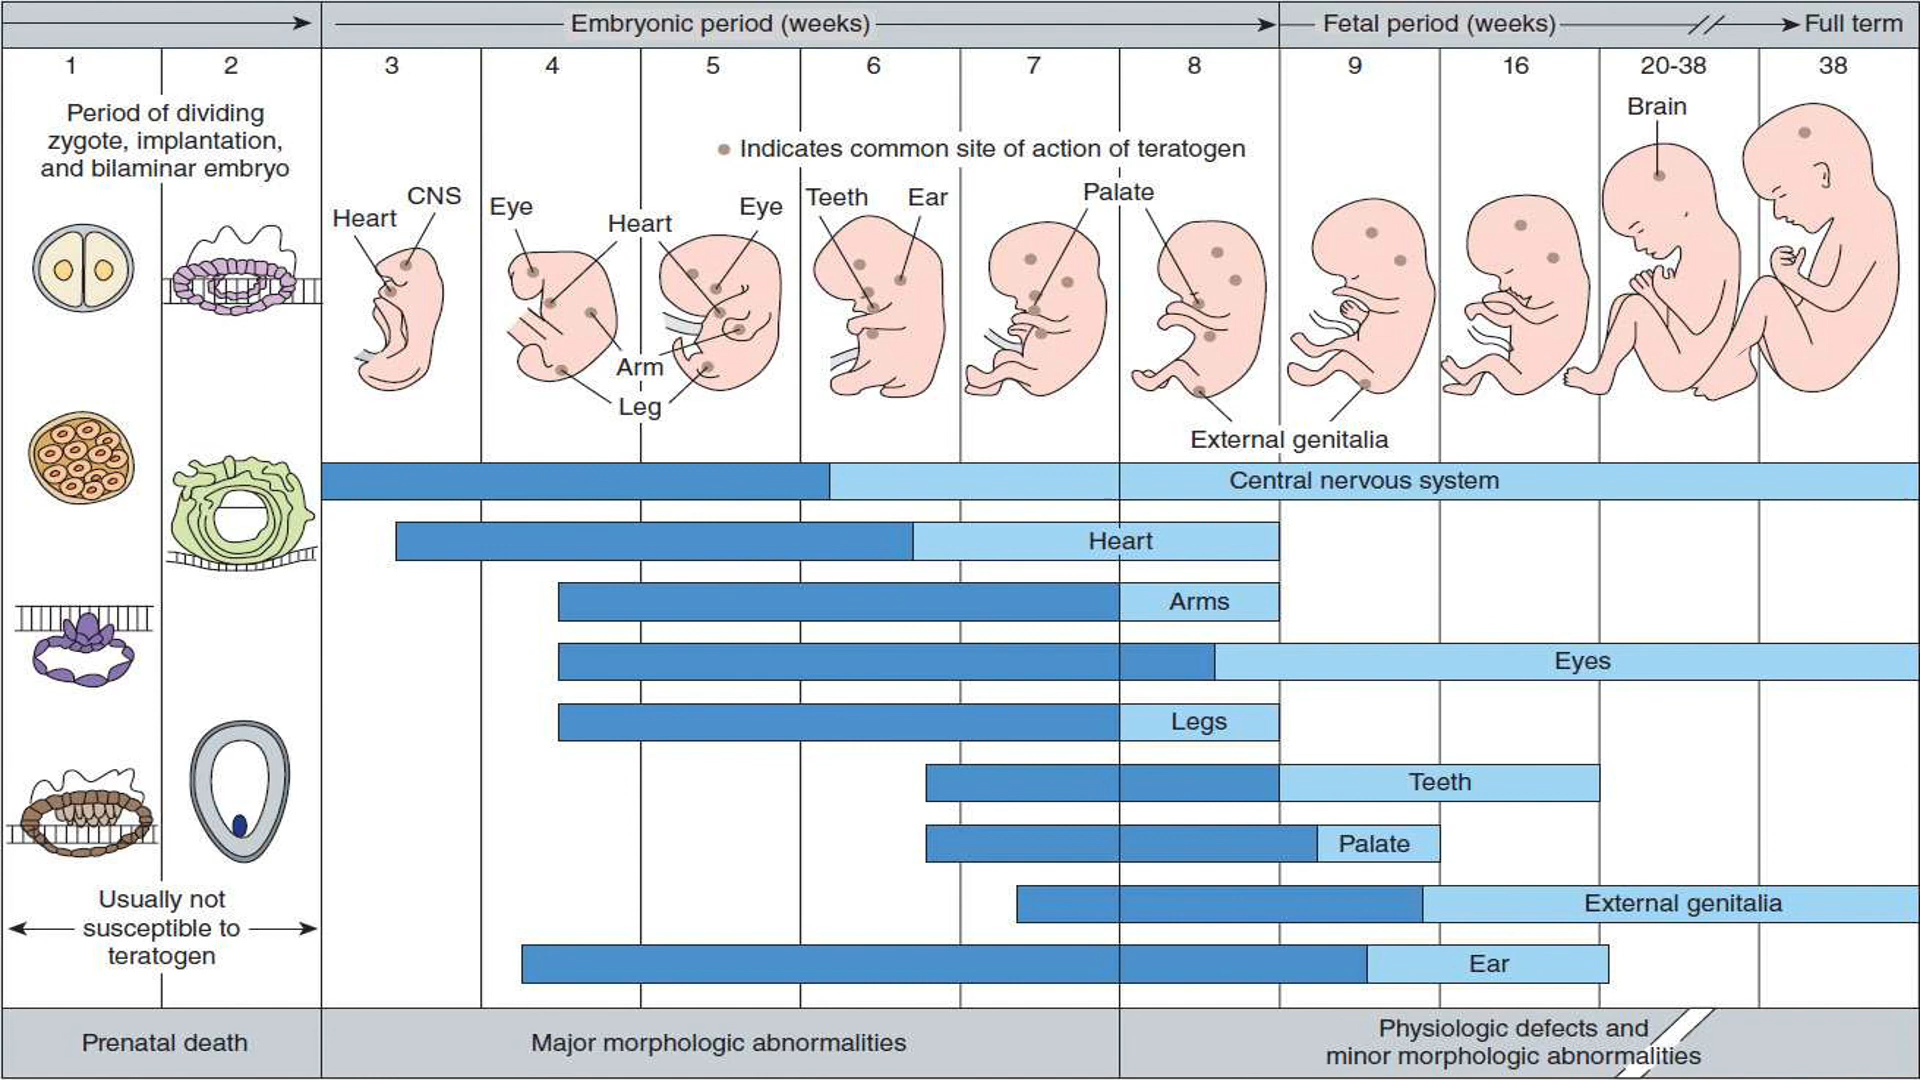 Embryonic period (weeks)
Fetal period (weeks)
Full term
1
2
3
4
5
6
7
8
9
16
20-38
38
Period of dividing
zygote, implantation,
and bilaminar embryo
Indicates common site of action of teratogen
Brain
Heart
CNS
Eye
Heart
Eye
Teeth
Ear
Palate
Arm
Leg
External genitalia
Central nervous system
Heart
Arms
Eyes
Legs
Teeth
Palate
External genitalia
Ear
Usually not
susceptible to
teratogen
Prenatal death
Major morphologic abnormalities
Physiologic defects and
minor morphologic abnormalities